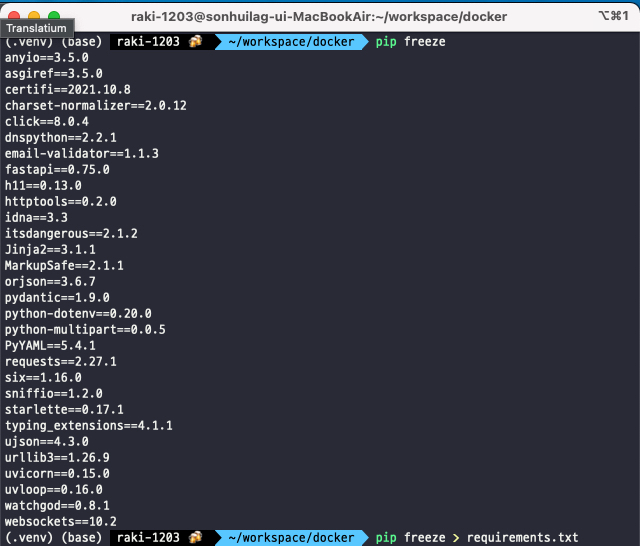 raki-1203@sonhuilag-ui-MacBookAir:~/workspace/docker ⌥⌘1
Translatium
(.venv) (base) raki-1203 🍻 ~/workspace/docker pip freeze
anyio==3.5.0
asgiref==3.5.0
certifi==2021.10.8
charset-normalizer==2.0.12
click==8.0.4
dnspython==2.2.1
email-validator==1.1.3
fastapi==0.75.0
h11==0.13.0
httptools==0.2.0
idna==3.3
itsdangerous==2.1.2
Jinja2==3.1.1
MarkupSafe==2.1.1
orjson==3.6.7
pydantic==1.9.0
python-dotenv==0.20.0
python-multipart==0.0.5
PyYAML==5.4.1
requests==2.27.1
six==1.16.0
sniffio==1.2.0
starlette==0.17.1
typing_extensions==4.1.1
ujson==4.3.0
urllib3==1.26.9
uvicorn==0.15.0
uvloop==0.16.0
watchgod==0.8.1
websockets==10.2
(.venv) (base) raki-1203 🍻 ~/workspace/docker pip freeze > requirements.txt